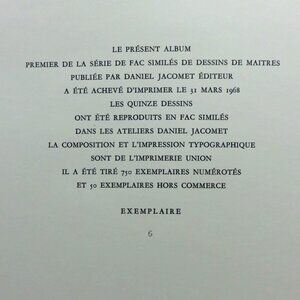 LE PRÉSENT ALBUM
PREMIER DE LA SÉRIE DE FAC SIMILÉS DE DESSINS DE MAITRES
PUBLIÉE PAR DANIEL JACOMET ÉDITEUR
A ÉTÉ ACHEVÉ D'IMPRIMER LE 31 MARS 1968
LES QUINZE DESSINS
ONT ÉTÉ REPRODUITS EN FAC SIMILÉS
DANS LES ATELIERS DANIEL JACOMET
LA COMPOSITION ET L'IMPRESSION TYPOGRAPHIQUE
SONT DE L'IMPRIMERIE UNION
IL A ÉTÉ TIRÉ 750 EXEMPLAIRES NUMÉROTÉS
ET 50 EXEMPLAIRES HORS COMMERCE
EXEMPLAIRE
6